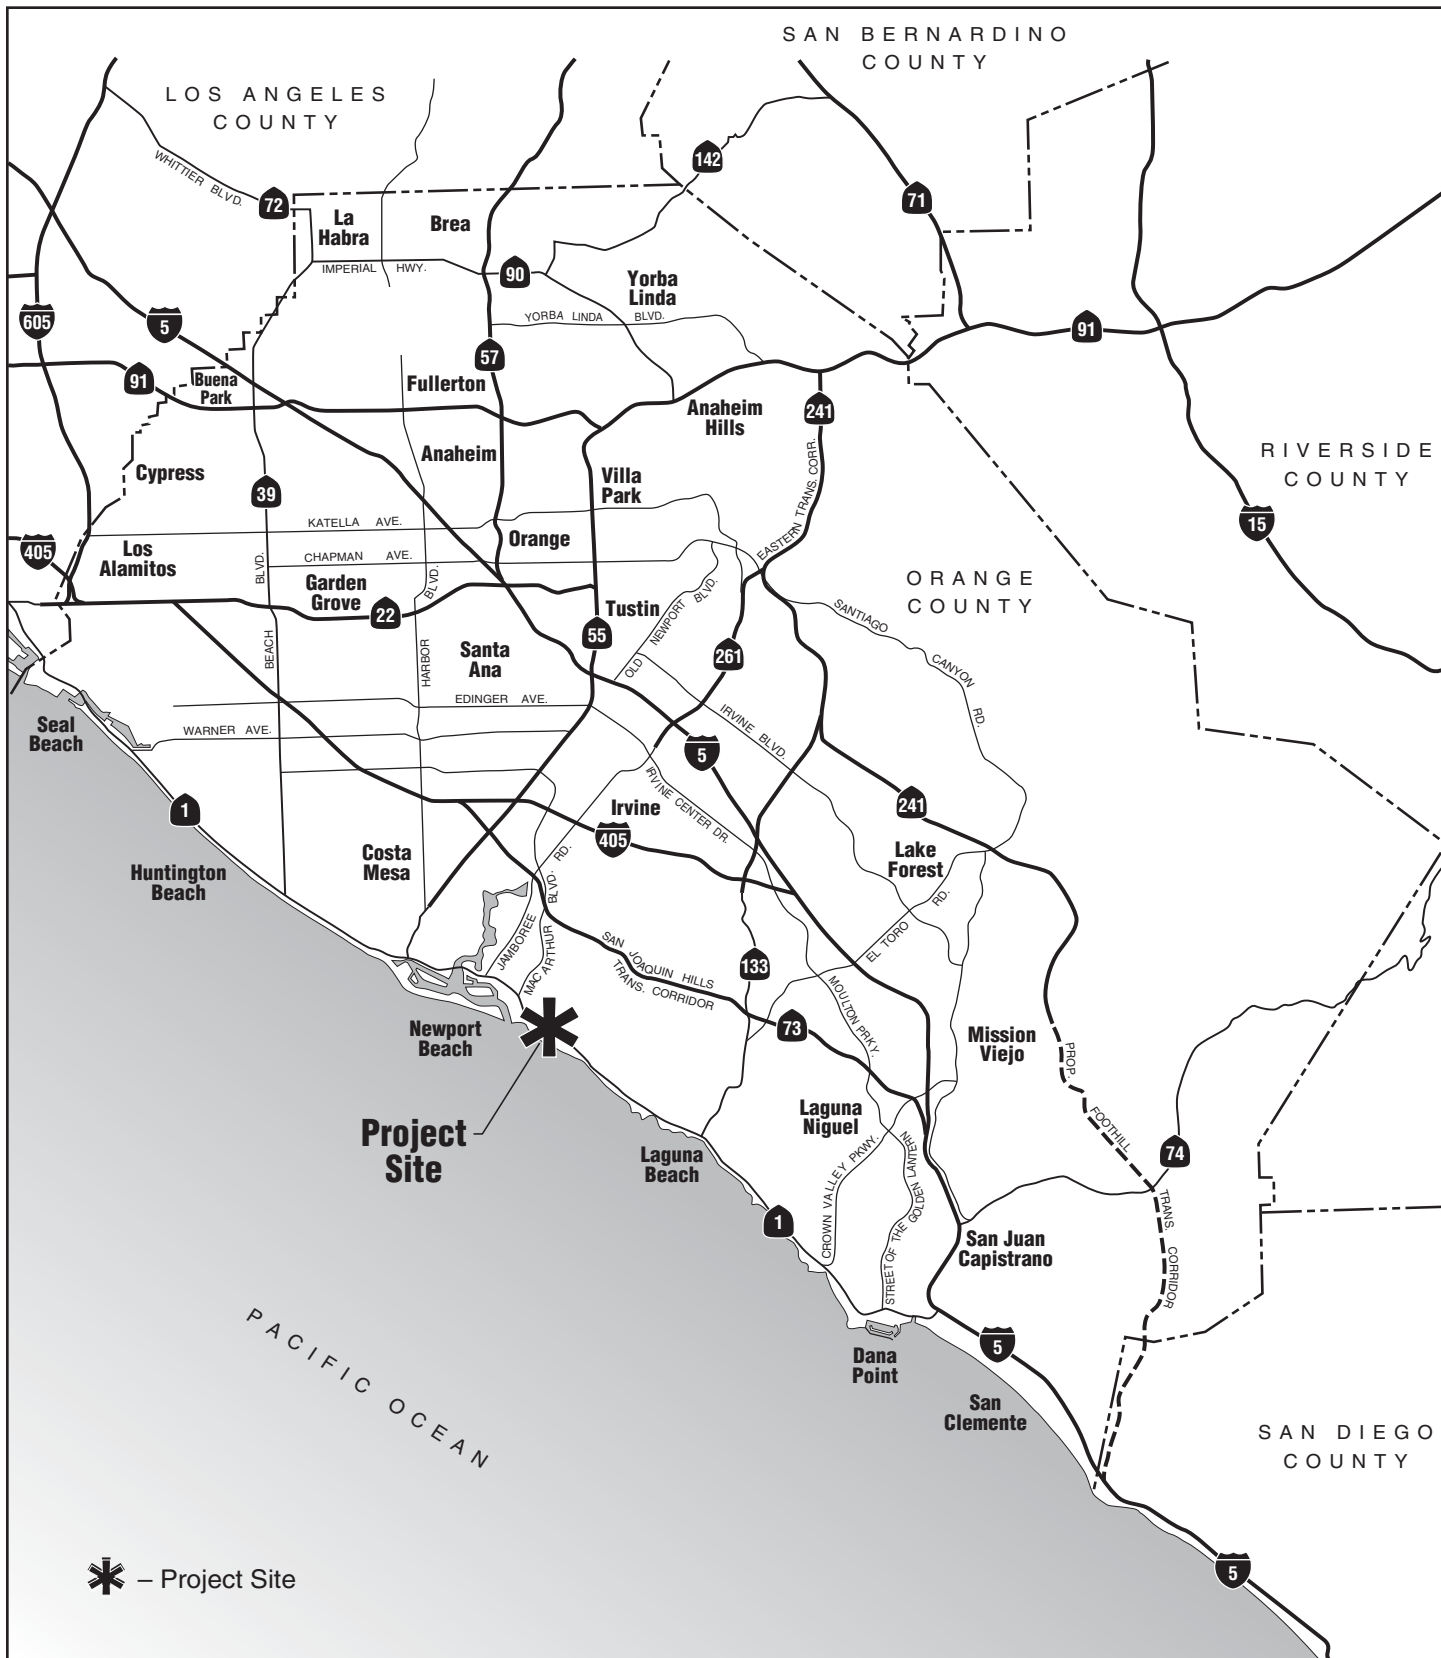 SAN BERNARDINO
COUNTY
LOS ANGELES
COUNTY
WHITTIER BLVD.
72
142
71
La
Habra
Brea
IMPERIAL HWY.
90
Yorba
Linda
YORBA LINDA BLVD.
605
5
57
91
91
Buena
Park
Fullerton
Anaheim
Hills
241
Anaheim
Cypress
Villa
Park
EASTERN TRANS. CORR.
RIVERSIDE
COUNTY
39
15
KATELLA AVE.
Orange
405
Los
Alamitos
CHAPMAN AVE.
BLVD.
BLVD.
ORANGE
COUNTY
Garden
Grove
22
Tustin
55
OLD NEWPORT BLVD.
SANTIAGO CANYON RD.
BEACH
HARBOR
Santa
Ana
261
EDINGER AVE.
IRVINE BLVD.
WARNER AVE.
Seal
Beach
5
IRVINE CENTER DR.
1
Irvine
405
241
Huntington
Beach
Costa
Mesa
Lake
Forest
JAMBOREE RD.
MAC ARTHUR BLVD.
EL TORO RD.
SAN JOAQUIN HILLS
TRANS. CORRIDOR
133
73
MOULTON PRKY.
Newport
Beach
Mission
Viejo
PROP. FOOTHILL TRANS. CORRIDOR
Project
Site
Laguna
Niguel
Laguna
Beach
CROWN VALLEY PKWY.
STREET OF THE GOLDEN LANTERN
74
1
San Juan
Capistrano
PACIFIC OCEAN
5
Dana
Point
San
Clemente
SAN DIEGO
COUNTY
5
– Project Site